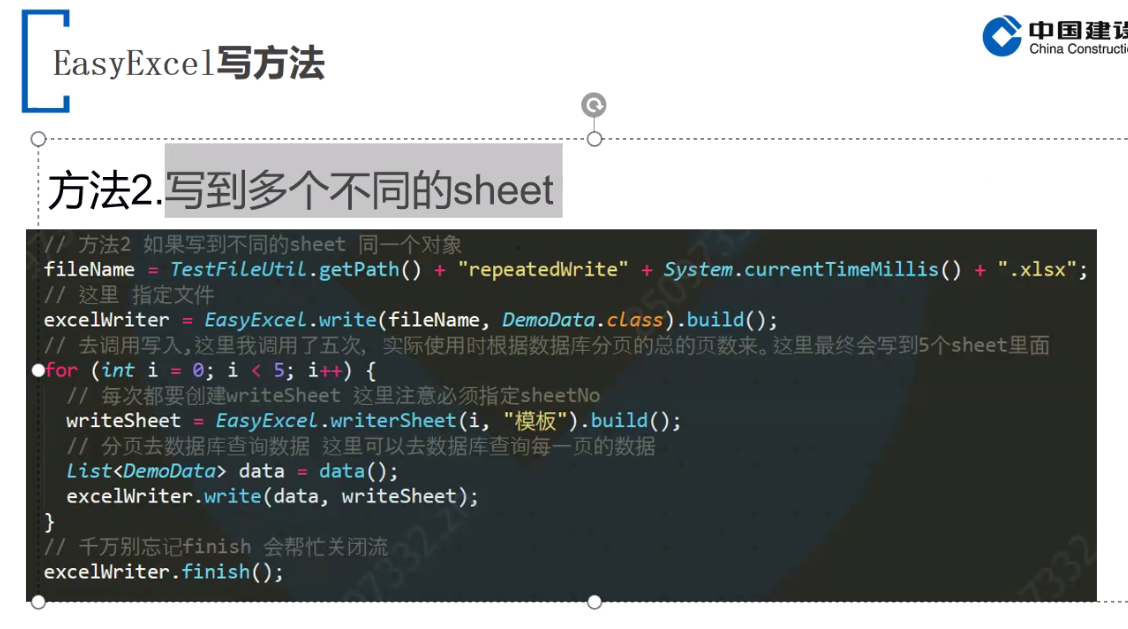 EasyExcel写方法
中国建设
China Constructi
方法2.写到多个不同的sheet
// 方法2 如果写到不同的sheet 同一个对象
fileName = TestFileUtil.getPath() + "repeatedWrite" + System.currentTimeMillis() + ".xlsx";
// 这里 指定文件
excelWriter = EasyExcel.write(fileName, DemoData.class).build();
// 去调用写入,这里我调用了五次, 实际使用时根据数据库分页的总的页数来。这里最终会写到5个sheet里面
for (int i = 0; i < 5; i++) {
// 每次都要创建writeSheet 这里注意必须指定sheetNo
writeSheet = EasyExcel.writerSheet(i, "模板").build();
// 分页去数据库查询数据 这里可以去数据库查询每一页的数据
List<DemoData> data = data();
excelWriter.write(data, writeSheet);
}
// 千万别忘记finish 会帮忙关闭流
excelWriter.finish();